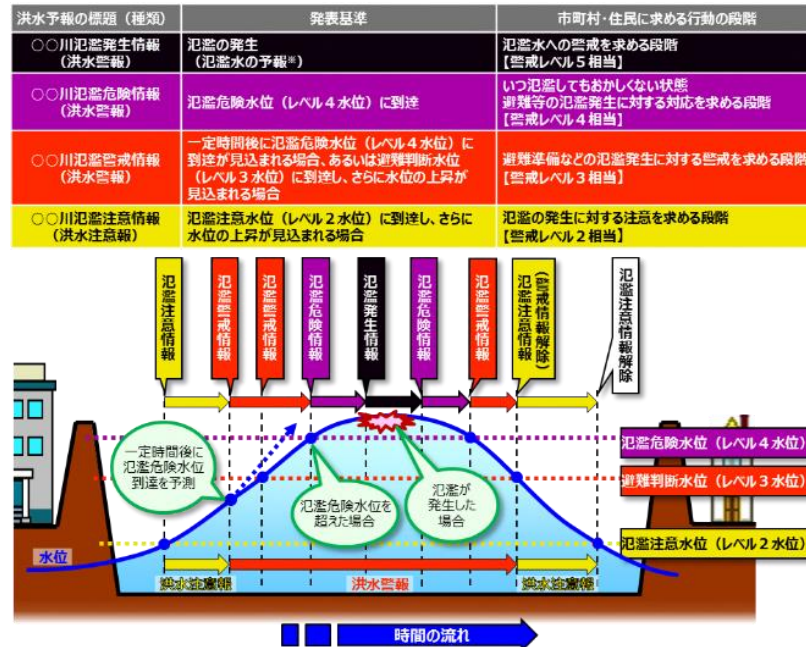 洪水予報の標題（種類）
発表基準
市町村・住民に求める行動の段階
○○川氾濫発生情報
（洪水警報）
氾濫の発生
（氾濫水の予報※）
氾濫水への警戒を求める段階
【警戒レベル５相当】
○○川氾濫危険情報
（洪水警報）
氾濫危険水位（レベル４水位）に到達
いつ氾濫してもおかしくない状態
避難等の氾濫発生に対する対応を求める段階
【警戒レベル４相当】
○○川氾濫警戒情報
（洪水警報）
一定時間後に氾濫危険水位（レベル４水位）に
到達が見込まれる場合、あるいは避難判断水位
（レベル３水位）に到達し、さらに水位の上昇が
見込まれる場合
避難準備などの氾濫発生に対する警戒を求める段階
【警戒レベル３相当】
○○川氾濫注意情報
（洪水注意報）
氾濫注意水位（レベル２水位）に到達し、さらに
水位の上昇が見込まれる場合
氾濫の発生に対する注意を求める段階
【警戒レベル２相当】
氾濫注意情報
氾濫警戒情報
氾濫警戒情報
氾濫危険情報
氾濫発生情報
氾濫危険情報
氾濫警戒情報
氾濫注意情報
（警戒情報解除）
氾濫注意情報解除
一定時間後に
氾濫危険水位
到達を予測
氾濫危険水位を
超えた場合
氾濫が
発生した
場合
氾濫危険水位（レベル４水位）
避難判断水位（レベル３水位）
氾濫注意水位（レベル２水位）
水位
洪水注意報
洪水警報
洪水注意報
時間の流れ